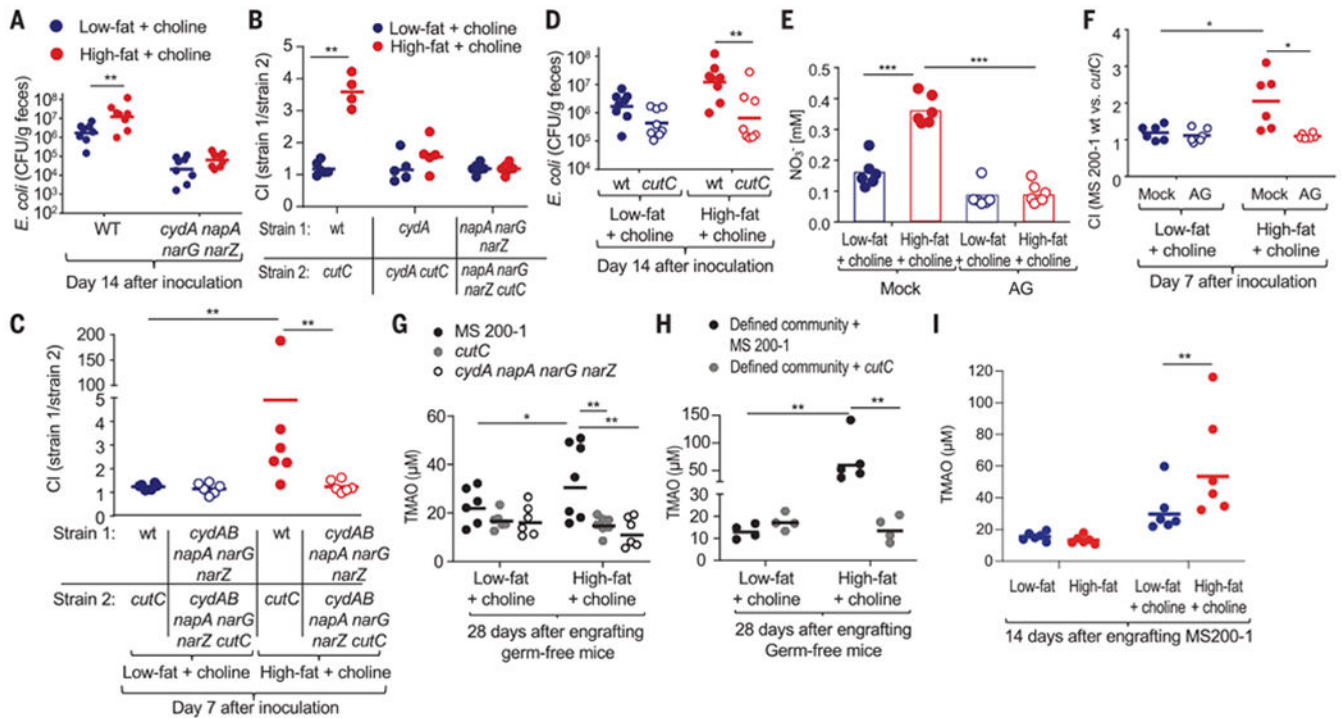 A
Low-fat + choline
High-fat + choline
**
E. coli (CFU/g feces)
10⁸
10⁷
10⁶
10⁵
10⁴
10³
10²
WT
cydA napA
narG narZ
Day 14 after inoculation
B
Low-fat + choline
High-fat + choline
CI (strain 1/strain 2)
5
4
3
2
1
0
**
Strain 1: wt cydA napA narG
narZ
Strain 2: cutC cydA cutC napA narG
narZ cutC
D
E. coli (CFU/g feces)
10⁹
10⁸
10⁷
10⁶
10⁵
10⁴
10³
10²
**
wt cutC wt cutC
Low-fat High-fat
+ choline + choline
Day 14 after inoculation
E
NO₃⁻ [mM]
0.6
0.4
0.2
0.1
0.0
*** ***
Low-fat High-fat Low-fat High-fat
+ choline + choline + choline + choline
Mock AG
F
CI (MS 200-1 wt vs. cutC)
4
3
2
1
0
*
*
Mock AG Mock AG
Low-fat High-fat
+ choline + choline
Day 7 after inoculation
C
CI (strain 1/strain 2)
200
150
100
50
5
4
3
2
1
0
** **
Strain 1: wt cydAB wt cydAB
napA narG napA narG
narZ narZ
Strain 2: cutC cydAB cutC cydAB
napA narG napA narG
narZ cutC narZ cutC
Low-fat + choline High-fat + choline
Day 7 after inoculation
G
MS 200-1
cutC
cydA napA narG narZ
TMAO (µM)
60
40
20
0
* **
**
Low-fat High-fat
+ choline + choline
28 days after engrafting
germ-free mice
H
Defined community +
MS 200-1
Defined community + cutC
TMAO (µM)
150
100
50
20
10
0
** **
Low-fat High-fat
+ choline + choline
28 days after engrafting
Germ-free mice
I
TMAO (µM)
120
100
80
60
40
20
0
**
Low-fat High-fat Low-fat High-fat
+ choline + choline
14 days after engrafting MS200-1